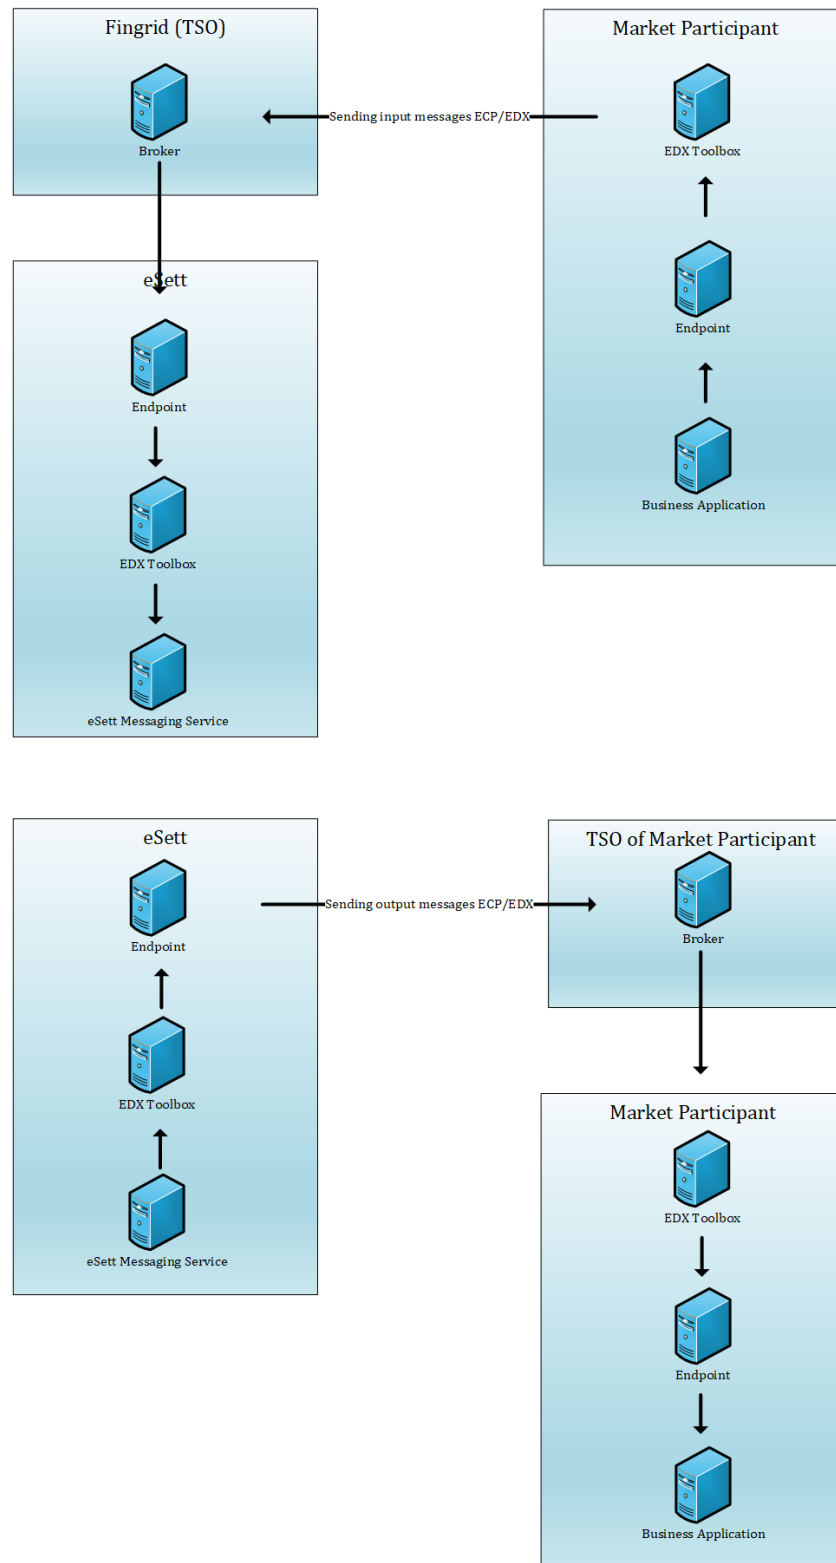 Fingrid (TSO)
Market Participant
Broker
Sending input messages ECP/EDX
EDX Toolbox
eSett
Endpoint
Endpoint
Business Application
EDX Toolbox
eSett Messaging Service
eSett
TSO of Market Participant
Endpoint
Sending output messages ECP/EDX
Broker
EDX Toolbox
Market Participant
EDX Toolbox
eSett Messaging Service
Endpoint
Business Application